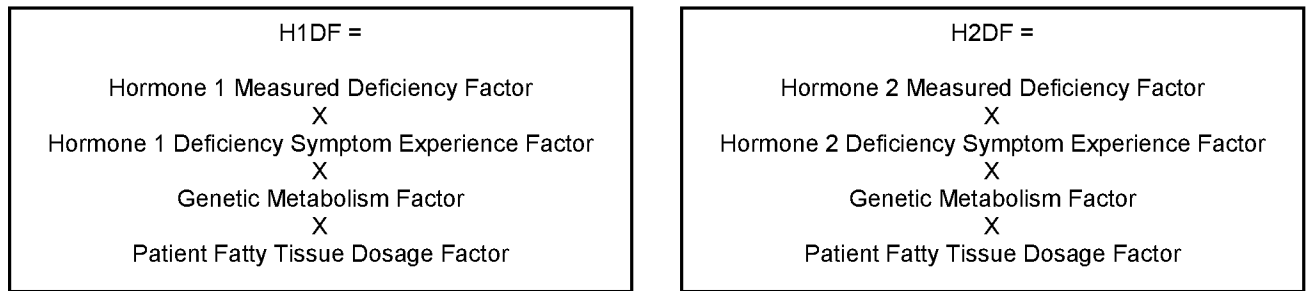 H1DF =
Hormone 1 Measured Deficiency Factor
X
Hormone 1 Deficiency Symptom Experience Factor
X
Genetic Metabolism Factor
X
Patient Fatty Tissue Dosage Factor
H2DF =
Hormone 2 Measured Deficiency Factor
X
Hormone 2 Deficiency Symptom Experience Factor
X
Genetic Metabolism Factor
X
Patient Fatty Tissue Dosage Factor